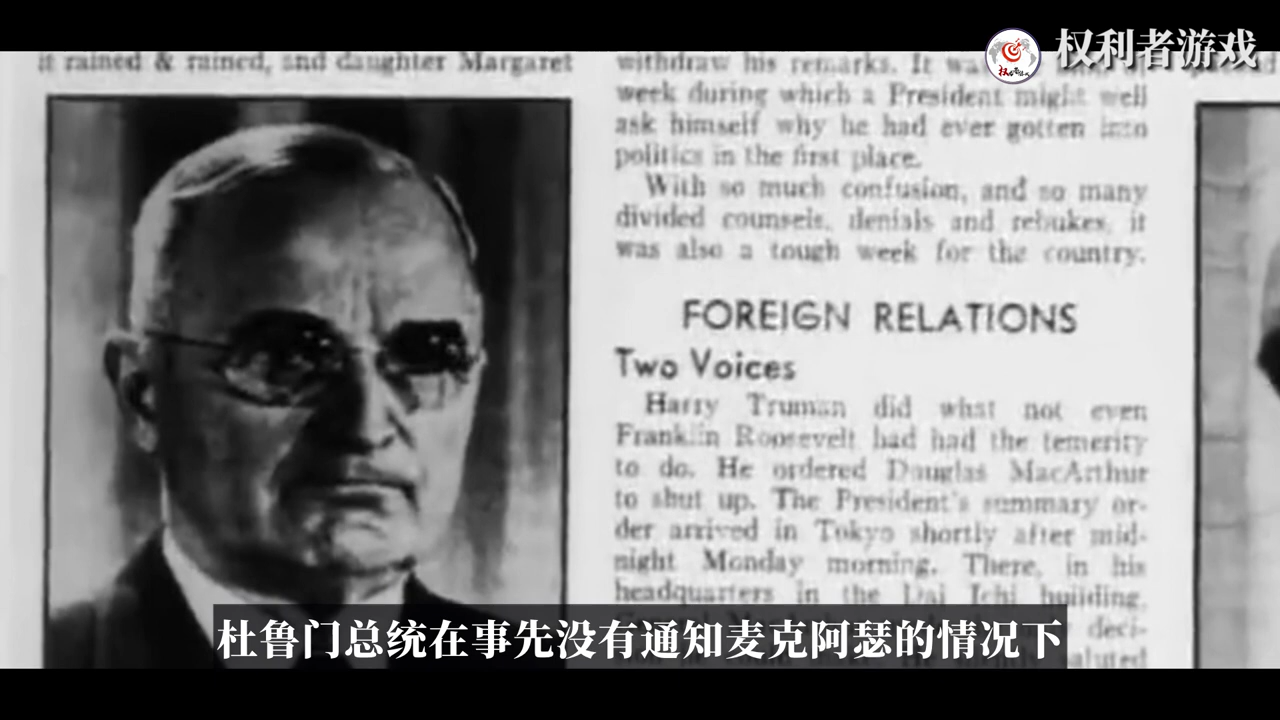 权利者游戏
it rained & rained, and daughter Margaret
withdraw his remarks. It
week during which a President might well
ask himself why he had ever gotten into
politics in the first place.
With so much confusion, and so many
divided counsels, denials and rebukes, it
was also a tough week for the country.
FOREIGN RELATIONS
Two Voices
Harry Truman did what not even
Franklin Roosevelt had had the temerity
to do. He ordered Douglas MacArthur
to shut up. The President's summary or-
der arrived in Tokyo shortly after mid-
night Monday morning. There, in his
headquarters in the Dai Ichi building,
deci-
saluted
杜鲁门总统在事先没有通知麦克阿瑟的情况下